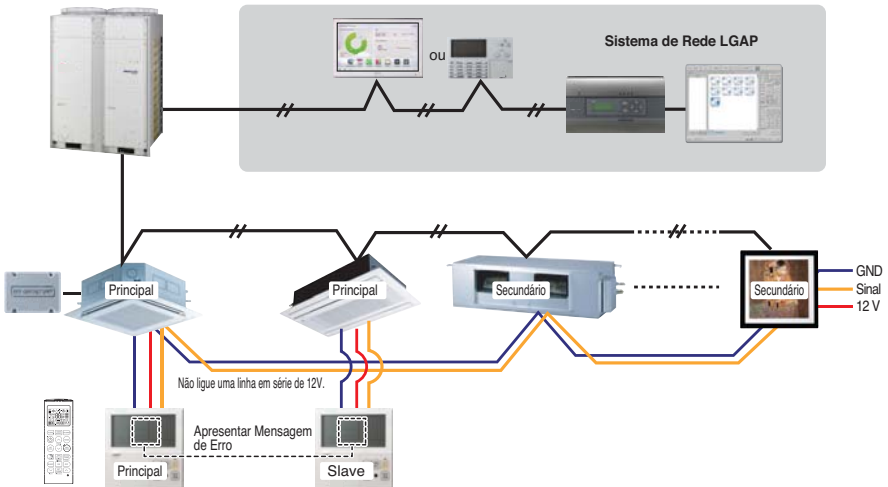 ou
Sistema de Rede LGAP
Principal
Principal
Secundário
Secundário
GND
Sinal
12 V
Não ligue uma linha em série de 12V.
Apresentar Mensagem
de Erro
Principal
Slave